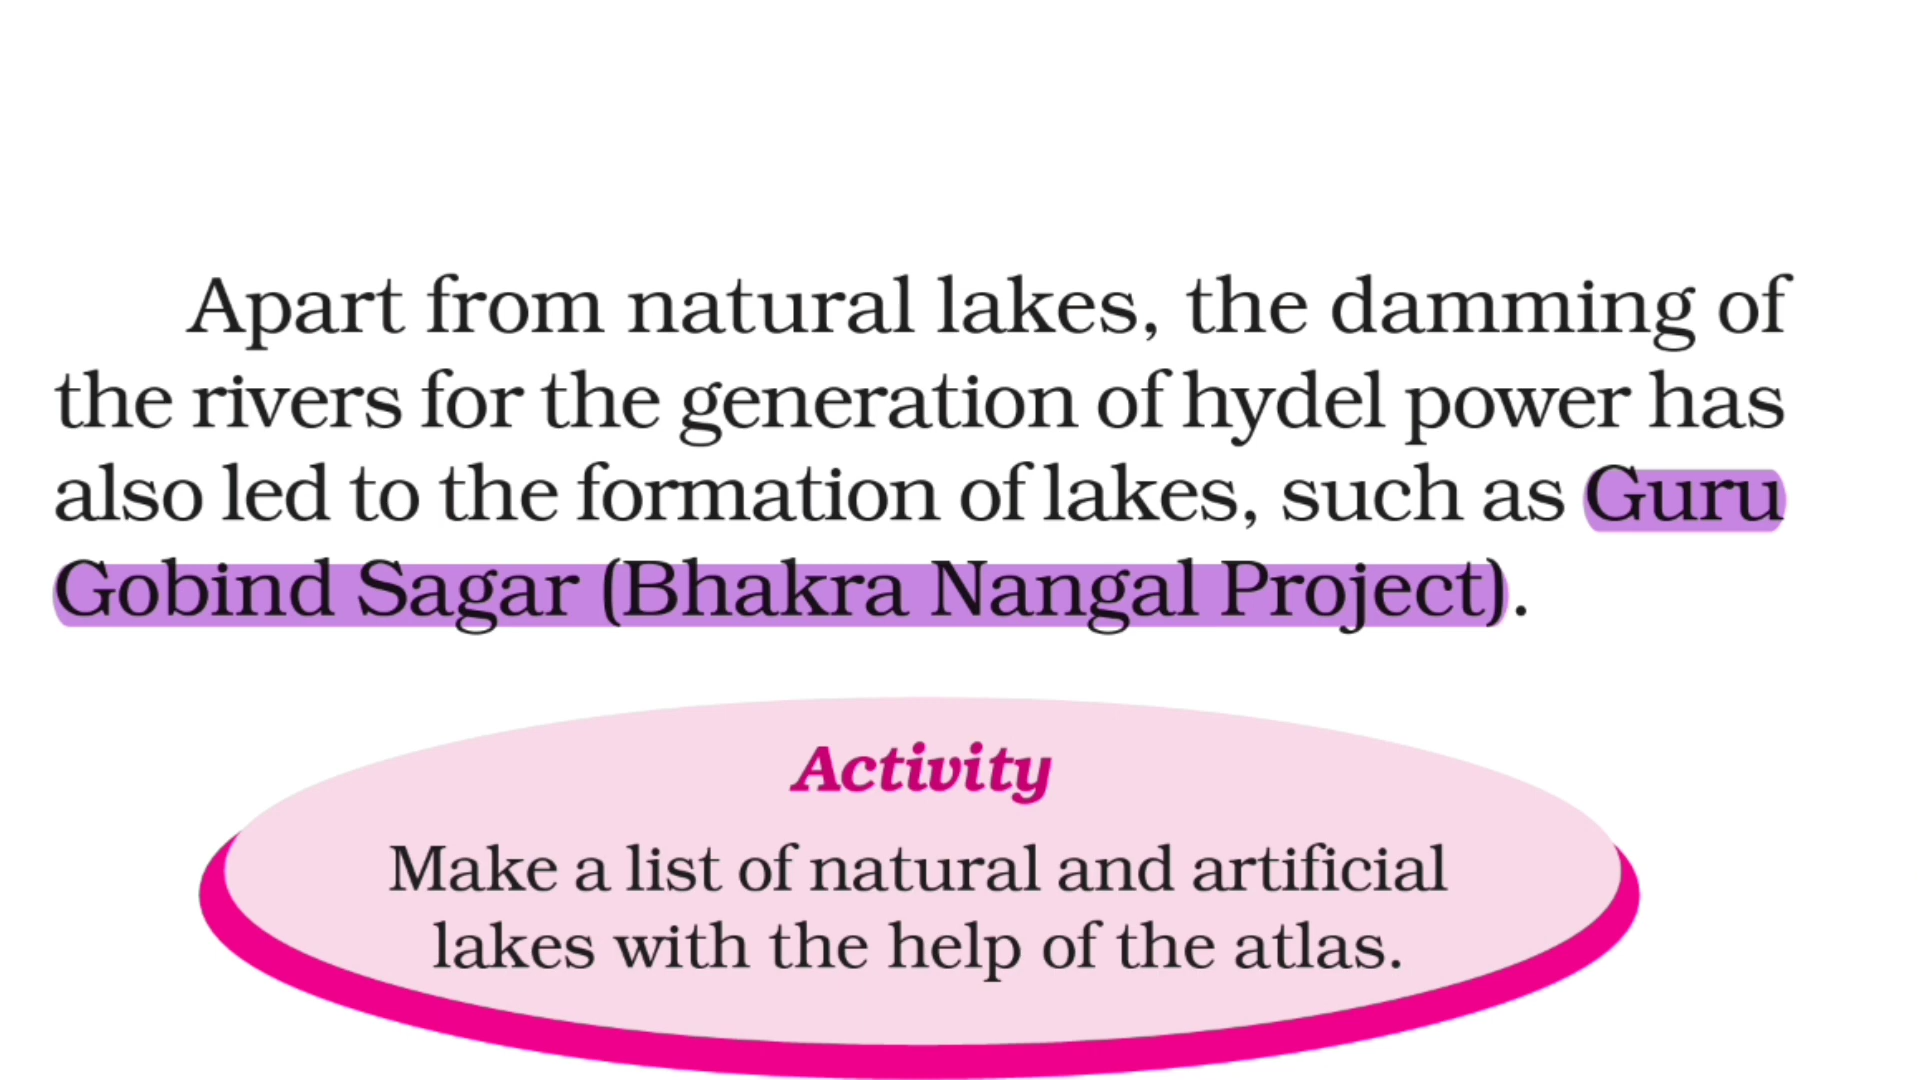 Apart from natural lakes, the damming of
the rivers for the generation of hydel power has
also led to the formation of lakes, such as Guru
Gobind Sagar (Bhakra Nangal Project).
Activity
Make a list of natural and artificial
lakes with the help of the atlas.